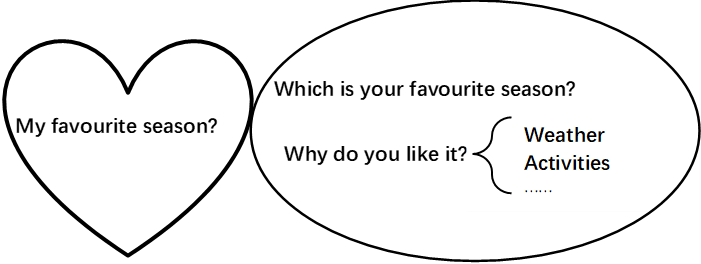 My favourite season?
Which is your favourite season?
Why do you like it?
Weather
Activities
……